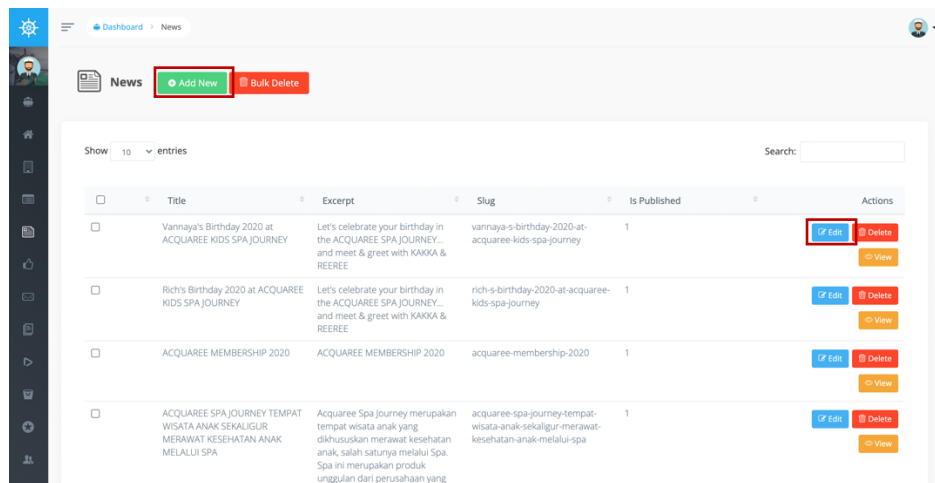 Dashboard > News
News
Add New
Bulk Delete
Show 10 entries
Search:
Title Excerpt Slug Is Published Actions
Vannaya's Birthday 2020 at
ACQUAREE KIDS SPA JOURNEY
Let's celebrate your birthday in
the ACQUAREE SPA JOURNEY...
and meet & greet with KAKKA &
REEREE
vannaya-s-birthday-2020-at-
acquaree-kids-spa-journey
1
Edit Delete
View
Rich's Birthday 2020 at ACQUAREE
KIDS SPA JOURNEY
Let's celebrate your birthday in
the ACQUAREE SPA JOURNEY...
and meet & greet with KAKKA &
REEREE
rich-s-birthday-2020-at-acquaree-
kids-spa-journey
1
Edit Delete
View
ACQUAREE MEMBERSHIP 2020
ACQUAREE MEMBERSHIP 2020
acquaree-membership-2020
1
Edit Delete
View
ACQUAREE SPA JOURNEY TEMPAT
WISATA ANAK SEKALIGUR
MERAWAT KESEHATAN ANAK
MELALUI SPA
Acquaree Spa Journey merupakan
tempat wisata anak yang
dikhususkan merawat kesehatan
anak, salah satunya melalui Spa.
Spa ini merupakan produk
unggulan dari perusahaan yang
acquaree-spa-journey-tempat-
wisata-anak-sekaligur-merawat-
kesehatan-anak-melalui-spa
1
Edit Delete
View